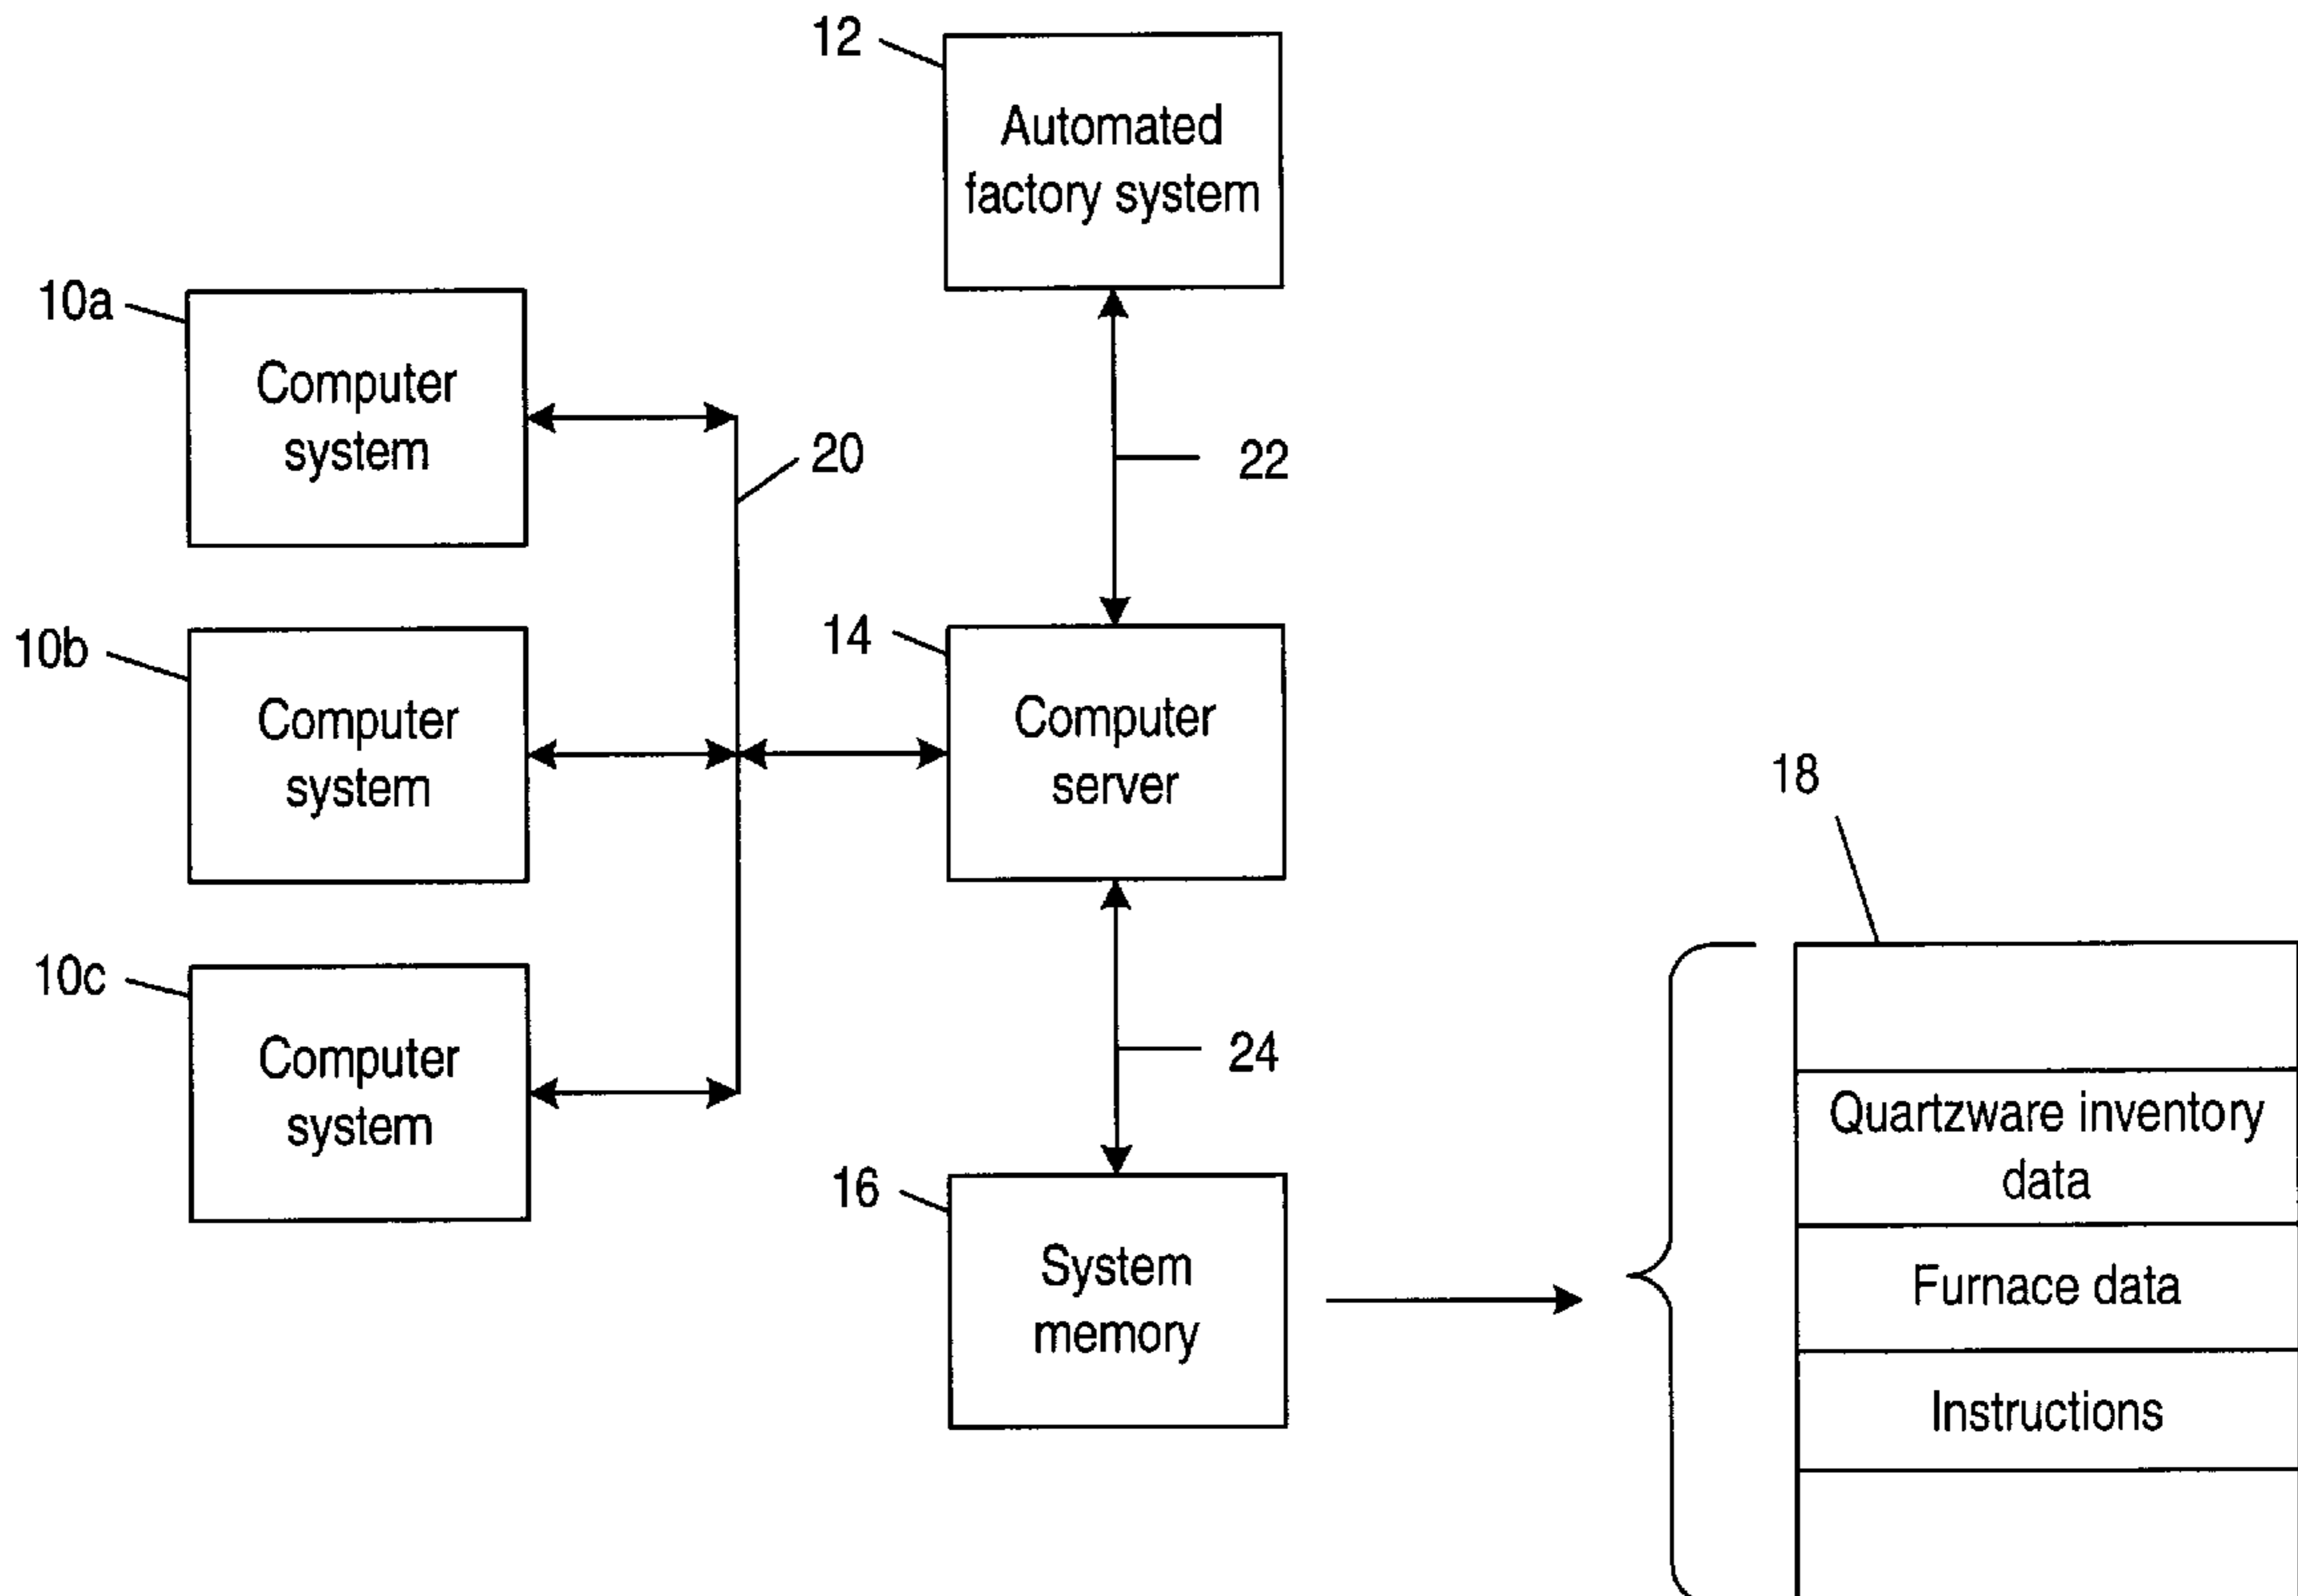 12
Automated
factory system
10a
Computer
system
20
22
10b
Computer
system
14
Computer
server
18
10c
Computer
system
24
16
System
memory
Quartzware inventory
data
Furnace data
Instructions